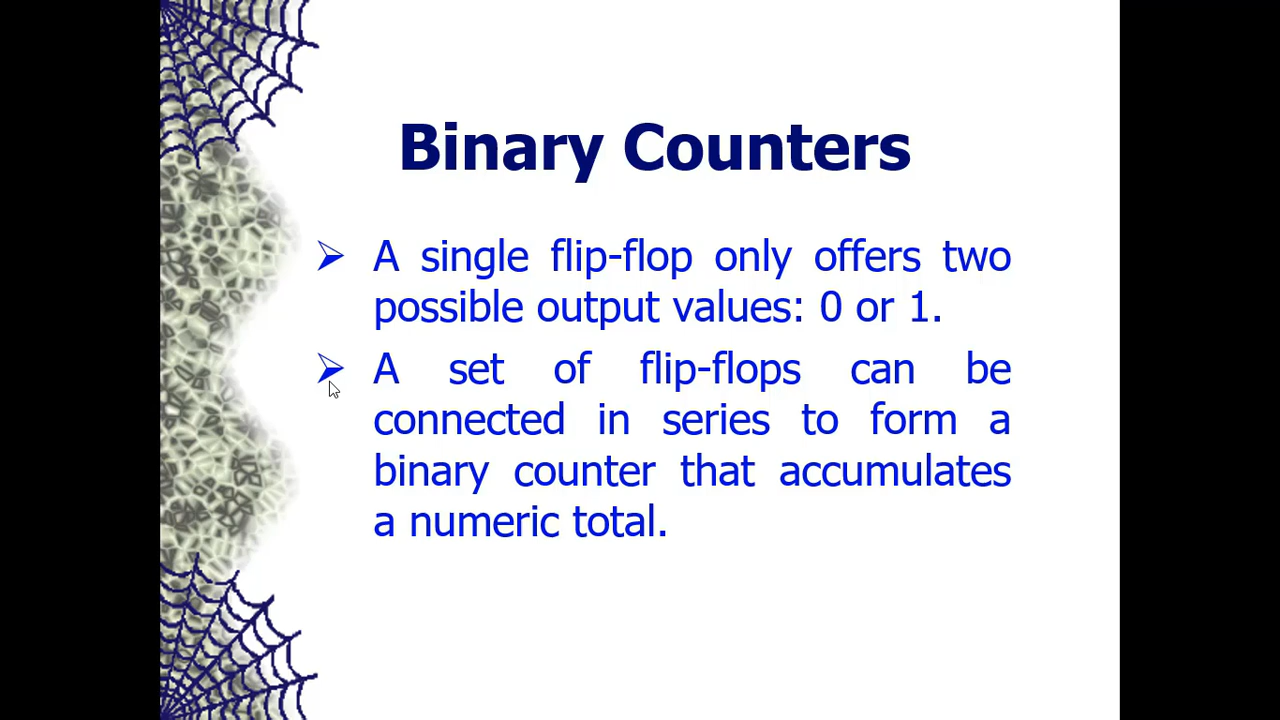 Binary Counters
A single flip-flop only offers two
possible output values: 0 or 1.
A set of flip-flops can be
connected in series to form a
binary counter that accumulates
a numeric total.